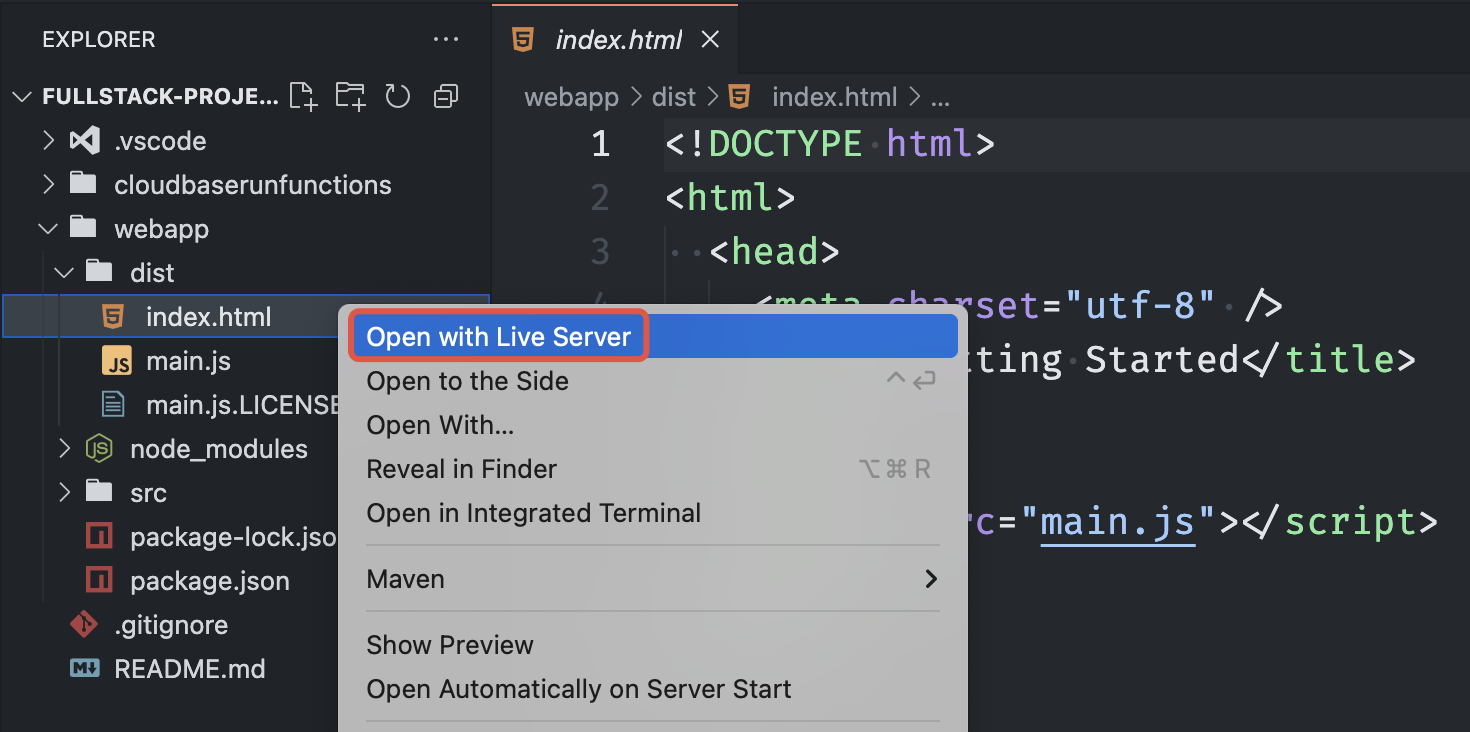 EXPLORER ...
FULLSTACK-PROJE...
.vscode
cloudbaserunfunctions
webapp
dist
index.html
main.js
main.js.LICENSE
node_modules
src
package-lock.jso
package.json
.gitignore
README.md
index.html
webapp > dist > index.html > ...
1 <!DOCTYPE html>
2 <html>
3 <head>
4 <meta charset="utf-8" />
tting Started</title>
rc="main.js"></script>
Open with Live Server
Open to the Side ^↩
Open With...
Reveal in Finder ⌥⌘R
Open in Integrated Terminal
Maven
Show Preview
Open Automatically on Server Start